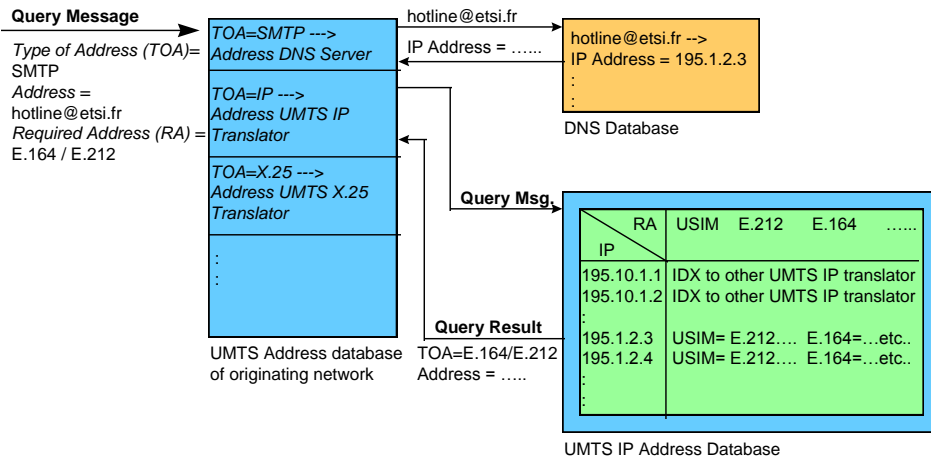 Query Message
Type of Address (TOA)=
SMTP
Address =
hotline@etsi.fr
Required Address (RA) =
E.164 / E.212
TOA=SMTP --->
Address DNS Server
TOA=IP --->
Address UMTS IP
Translator
TOA=X.25 --->
Address UMTS X.25
Translator
:
:
UMTS Address database
of originating network
hotline@etsi.fr
IP Address = …...
hotline@etsi.fr -->
IP Address = 195.1.2.3
:
:
DNS Database
Query Msg.
Query Result
TOA=E.164/E.212
Address = …..
RA USIM E.212 E.164 …...
IP
195.10.1.1 IDX to other UMTS IP translator
195.10.1.2 IDX to other UMTS IP translator
:
195.1.2.3 USIM= E.212…. E.164=…etc..
195.1.2.4 USIM= E.212…. E.164=…etc..
:
:
UMTS IP Address Database